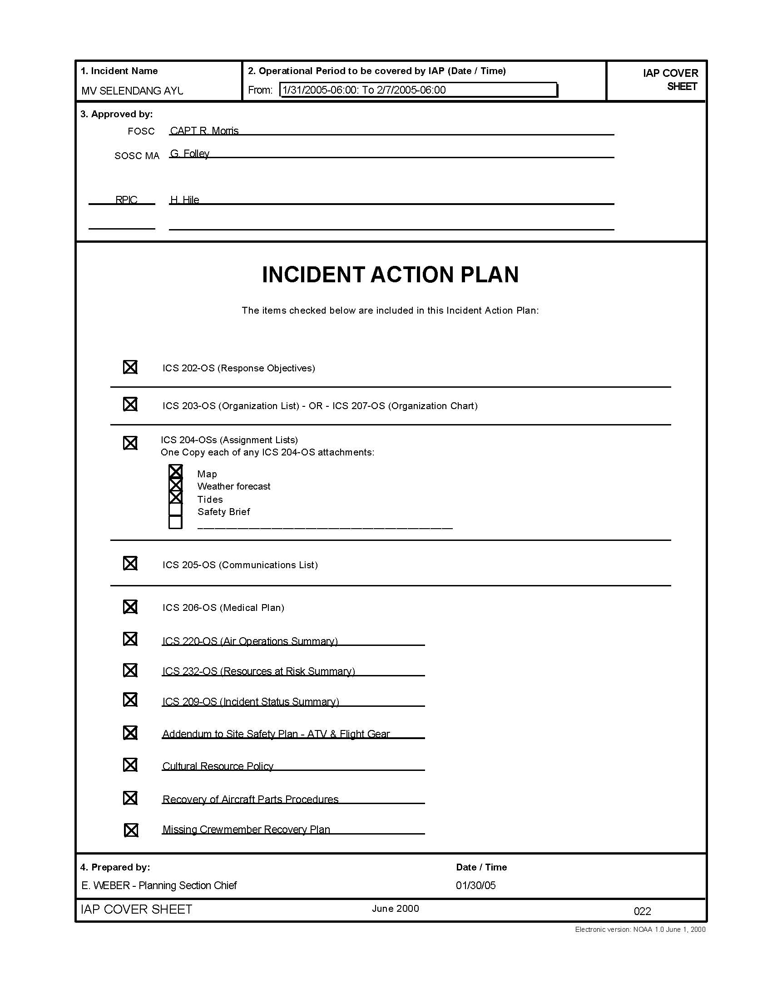 1. Incident Name
MV SELENDANG AYU
2. Operational Period to be covered by IAP (Date / Time)
From: 1/31/2005-06:00: To 2/7/2005-06:00
IAP COVER
SHEET
3. Approved by:
FOSC CAPT R. Morris
SOSC MA G. Folley
RPIC H. Hile
INCIDENT ACTION PLAN
The items checked below are included in this Incident Action Plan:
ICS 202-OS (Response Objectives)
ICS 203-OS (Organization List) - OR - ICS 207-OS (Organization Chart)
ICS 204-OSs (Assignment Lists)
One Copy each of any ICS 204-OS attachments:
Map
Weather forecast
Tides
Safety Brief
ICS 205-OS (Communications List)
ICS 206-OS (Medical Plan)
ICS 220-OS (Air Operations Summary)
ICS 232-OS (Resources at Risk Summary)
ICS 209-OS (Incident Status Summary)
Addendum to Site Safety Plan - ATV & Flight Gear
Cultural Resource Policy
Recovery of Aircraft Parts Procedures
Missing Crewmember Recovery Plan
4. Prepared by:
Date / Time
E. WEBER - Planning Section Chief
01/30/05
IAP COVER SHEET
June 2000
022
Electronic version: NOAA 1.0 June 1, 2000